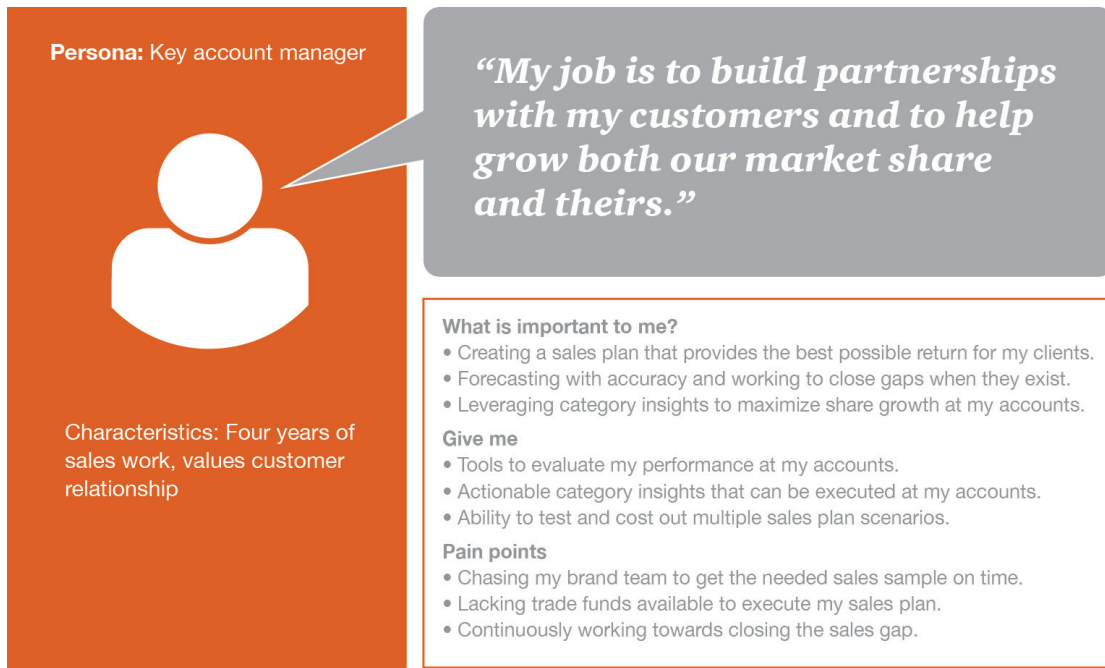 Persona: Key account manager
“My job is to build partnerships
with my customers and to help
grow both our market share
and theirs.”
Characteristics: Four years of
sales work, values customer
relationship
What is important to me?
• Creating a sales plan that provides the best possible return for my clients.
• Forecasting with accuracy and working to close gaps when they exist.
• Leveraging category insights to maximize share growth at my accounts.
Give me
• Tools to evaluate my performance at my accounts.
• Actionable category insights that can be executed at my accounts.
• Ability to test and cost out multiple sales plan scenarios.
Pain points
• Chasing my brand team to get the needed sales sample on time.
• Lacking trade funds available to execute my sales plan.
• Continuously working towards closing the sales gap.